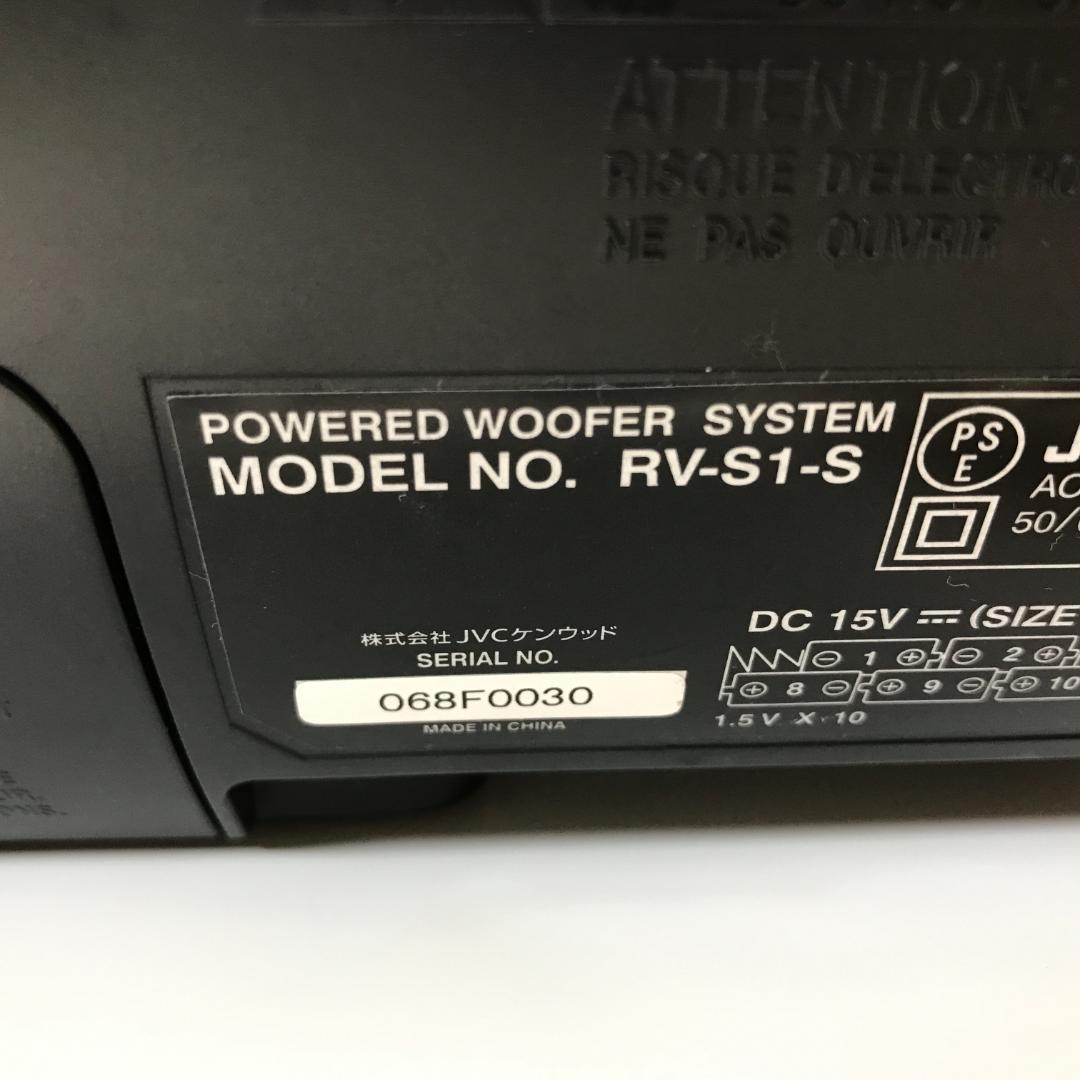 ATTENTION:
RISQUE D'ELECTRO
NE PAS OUVRIR
POWERED WOOFER SYSTEM
MODEL NO. RV-S1-S
PS
E
J
AC
50/
DC 15V ⎓ (SIZE
1 2
8 9 10
1.5 V X 10
株式会社 JVCケンウッド
SERIAL NO.
068F0030
MADE IN CHINA